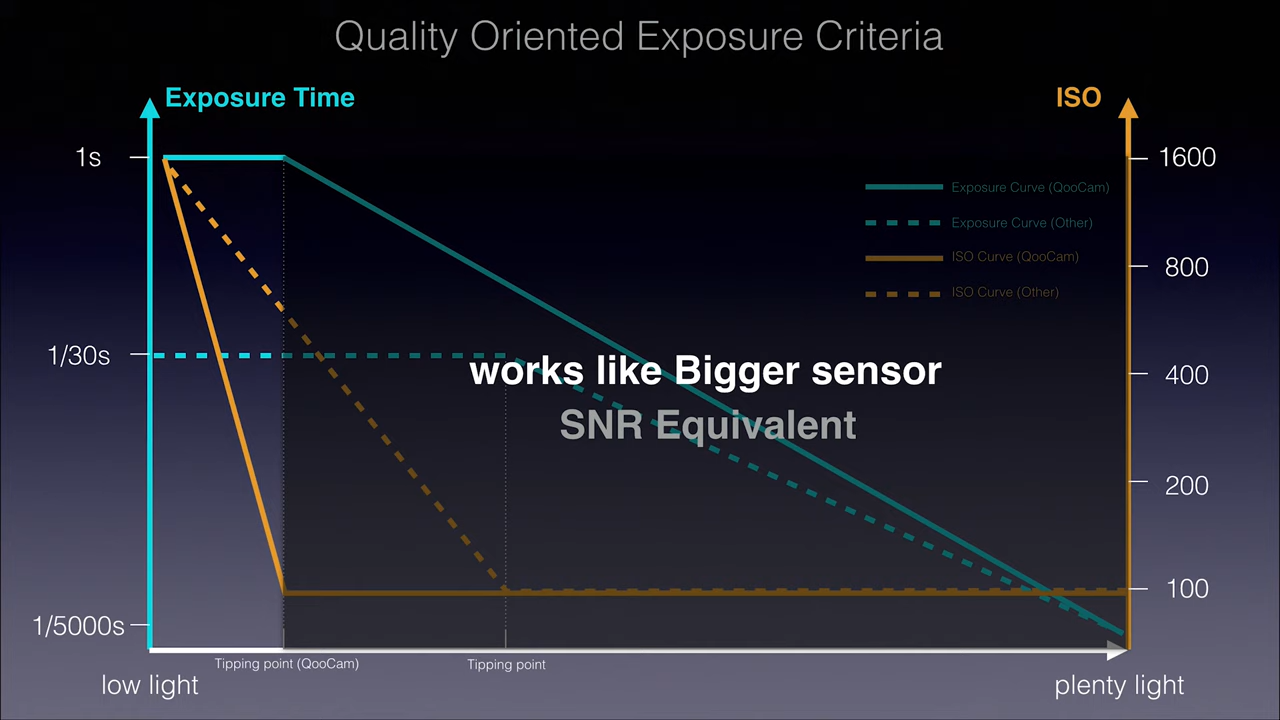 Quality Oriented Exposure Criteria
Exposure Time
ISO
1s
1600
Exposure Curve (QooCam)
Exposure Curve (Other)
ISO Curve (QooCam)
800
ISO Curve (Other)
1/30s
works like Bigger sensor
400
SNR Equivalent
200
100
1/5000s
Tipping point (QooCam)
Tipping point
low light
plenty light